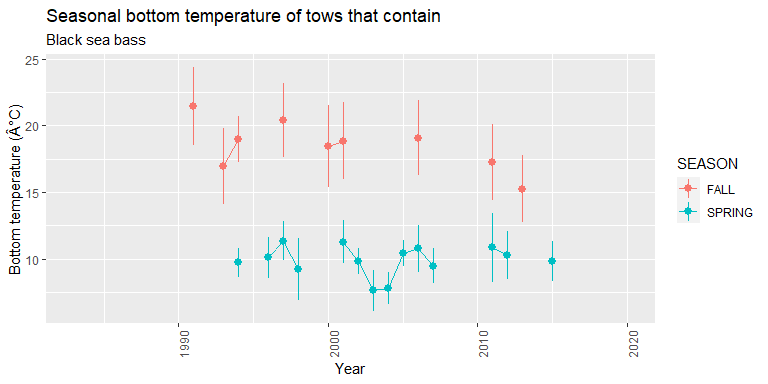 Seasonal bottom temperature of tows that contain
Black sea bass
Bottom temperature (Â°C)
25
20
15
10
1990
2000
2010
2020
Year
SEASON
FALL
SPRING